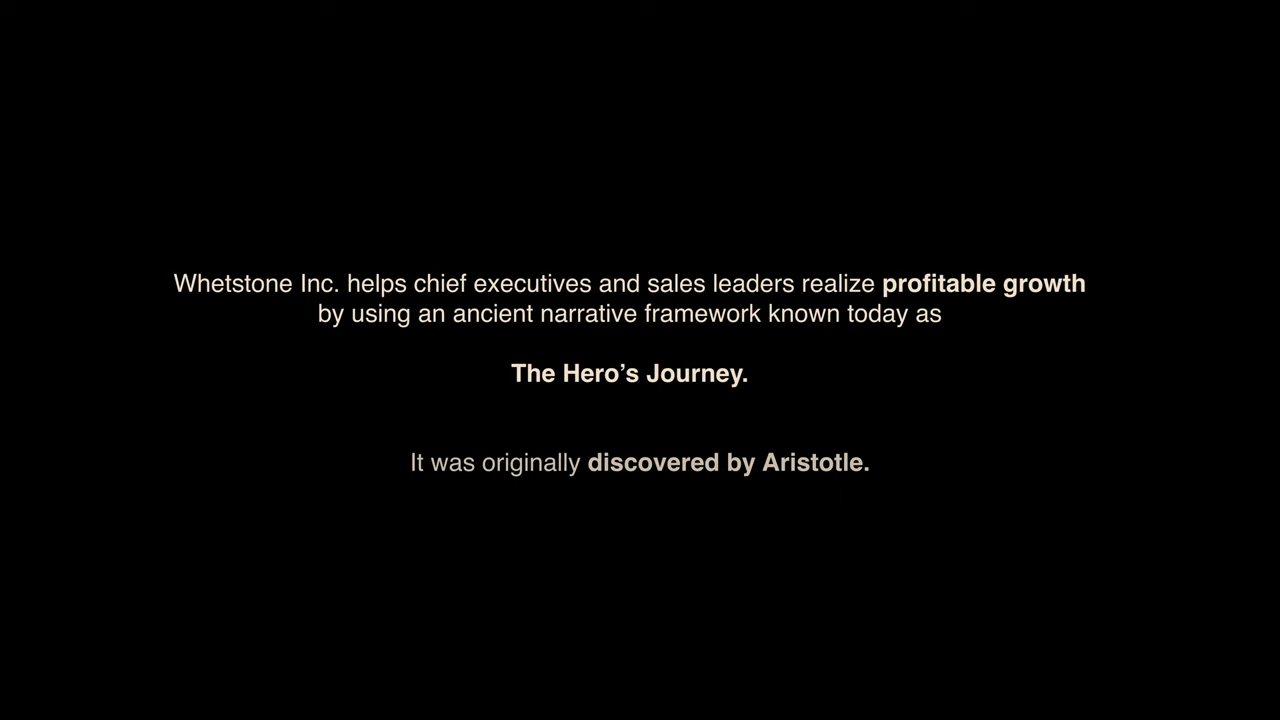 Whetstone Inc. helps chief executives and sales leaders realize profitable growth
by using an ancient narrative framework known today as
The Hero’s Journey.
It was originally discovered by Aristotle.